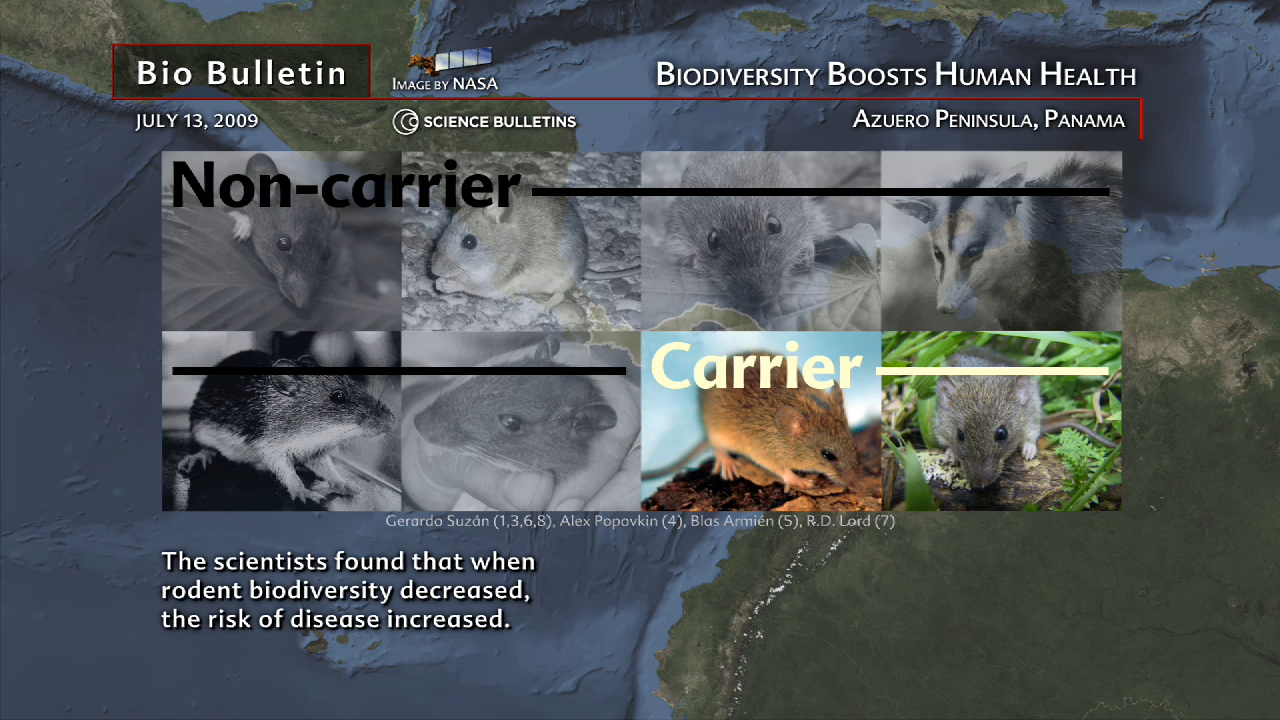 Bio Bulletin
IMAGE BY NASA
BIODIVERSITY BOOSTS HUMAN HEALTH
JULY 13, 2009
SCIENCE BULLETINS
AZUERO PENINSULA, PANAMA
Non-carrier
Carrier
Gerardo Suzán (1,3,6,8), Alex Popovkin (4), Blas Armién (5), R.D. Lord (7)
The scientists found that when
rodent biodiversity decreased,
the risk of disease increased.